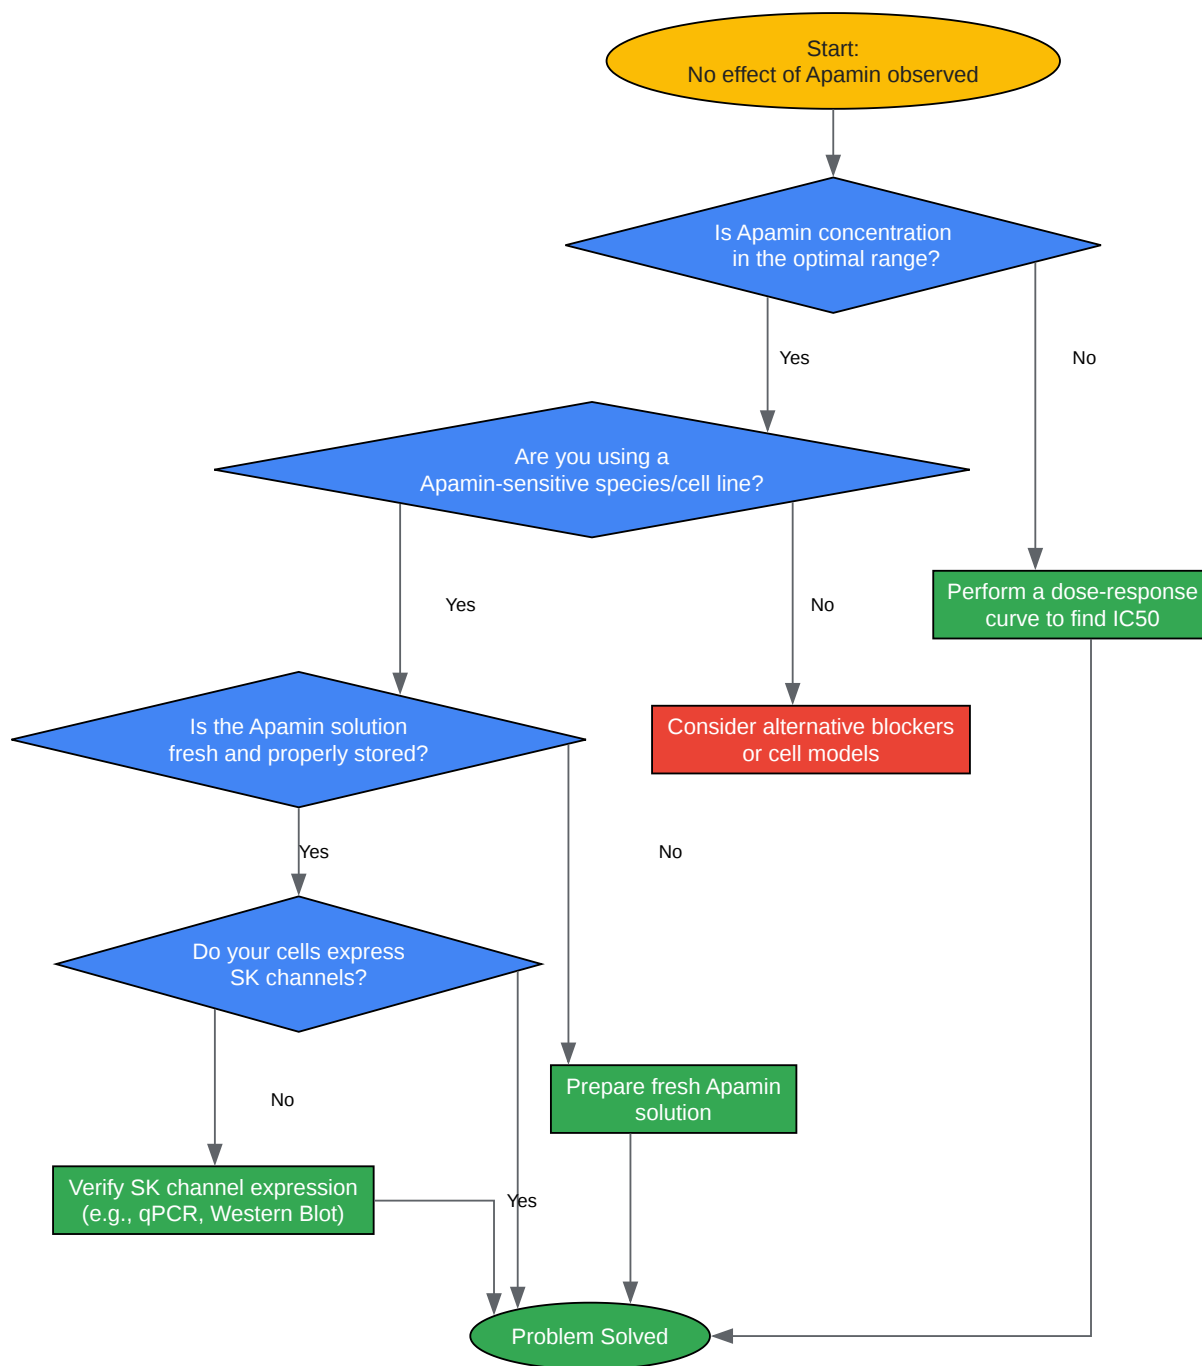 Start:
No effect of Apamin observed
Is Apamin concentration
in the optimal range?
Yes
No
Are you using a
Apamin-sensitive species/cell line?
Yes
No
Perform a dose-response
curve to find IC50
Is the Apamin solution
fresh and properly stored?
Consider alternative blockers
or cell models
Yes
No
Do your cells express
SK channels?
No
Prepare fresh Apamin
solution
Verify SK channel expression
(e.g., qPCR, Western Blot)
Yes
Problem Solved